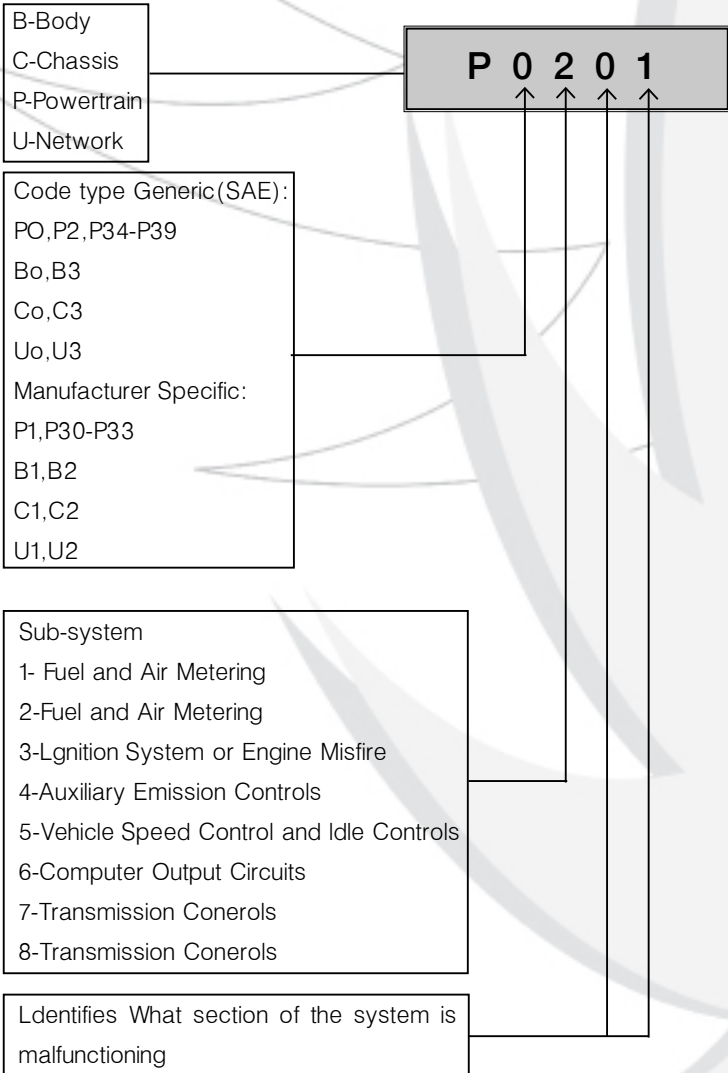 B-Body
C-Chassis
P-Powertrain
U-Network
P 0 2 0 1
Code type Generic(SAE):
PO,P2,P34-P39
Bo,B3
Co,C3
Uo,U3
Manufacturer Specific:
P1,P30-P33
B1,B2
C1,C2
U1,U2
Sub-system
1- Fuel and Air Metering
2-Fuel and Air Metering
3-Lgnition System or Engine Misfire
4-Auxiliary Emission Controls
5-Vehicle Speed Control and Idle Controls
6-Computer Output Circuits
7-Transmission Conerols
8-Transmission Conerols
Ldentifies What section of the system is
malfunctioning